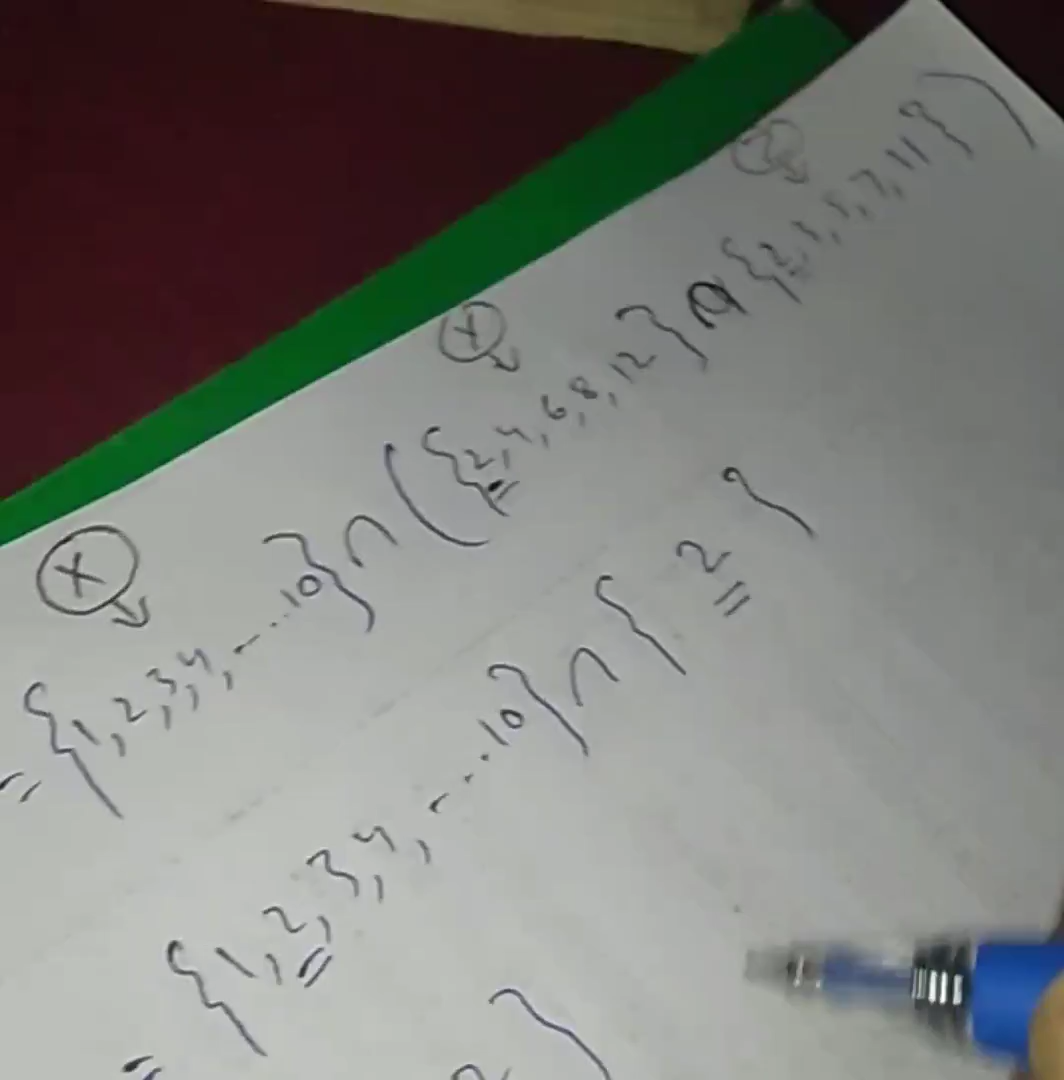 = {1, 2, 3, 4, ... 10} ∩ ({2, 4, 6, 8, 12} ∩ {2, 3, 5, 7, 11})
{1, 2, 3, 4, ... 10} ∩ {2}
= }